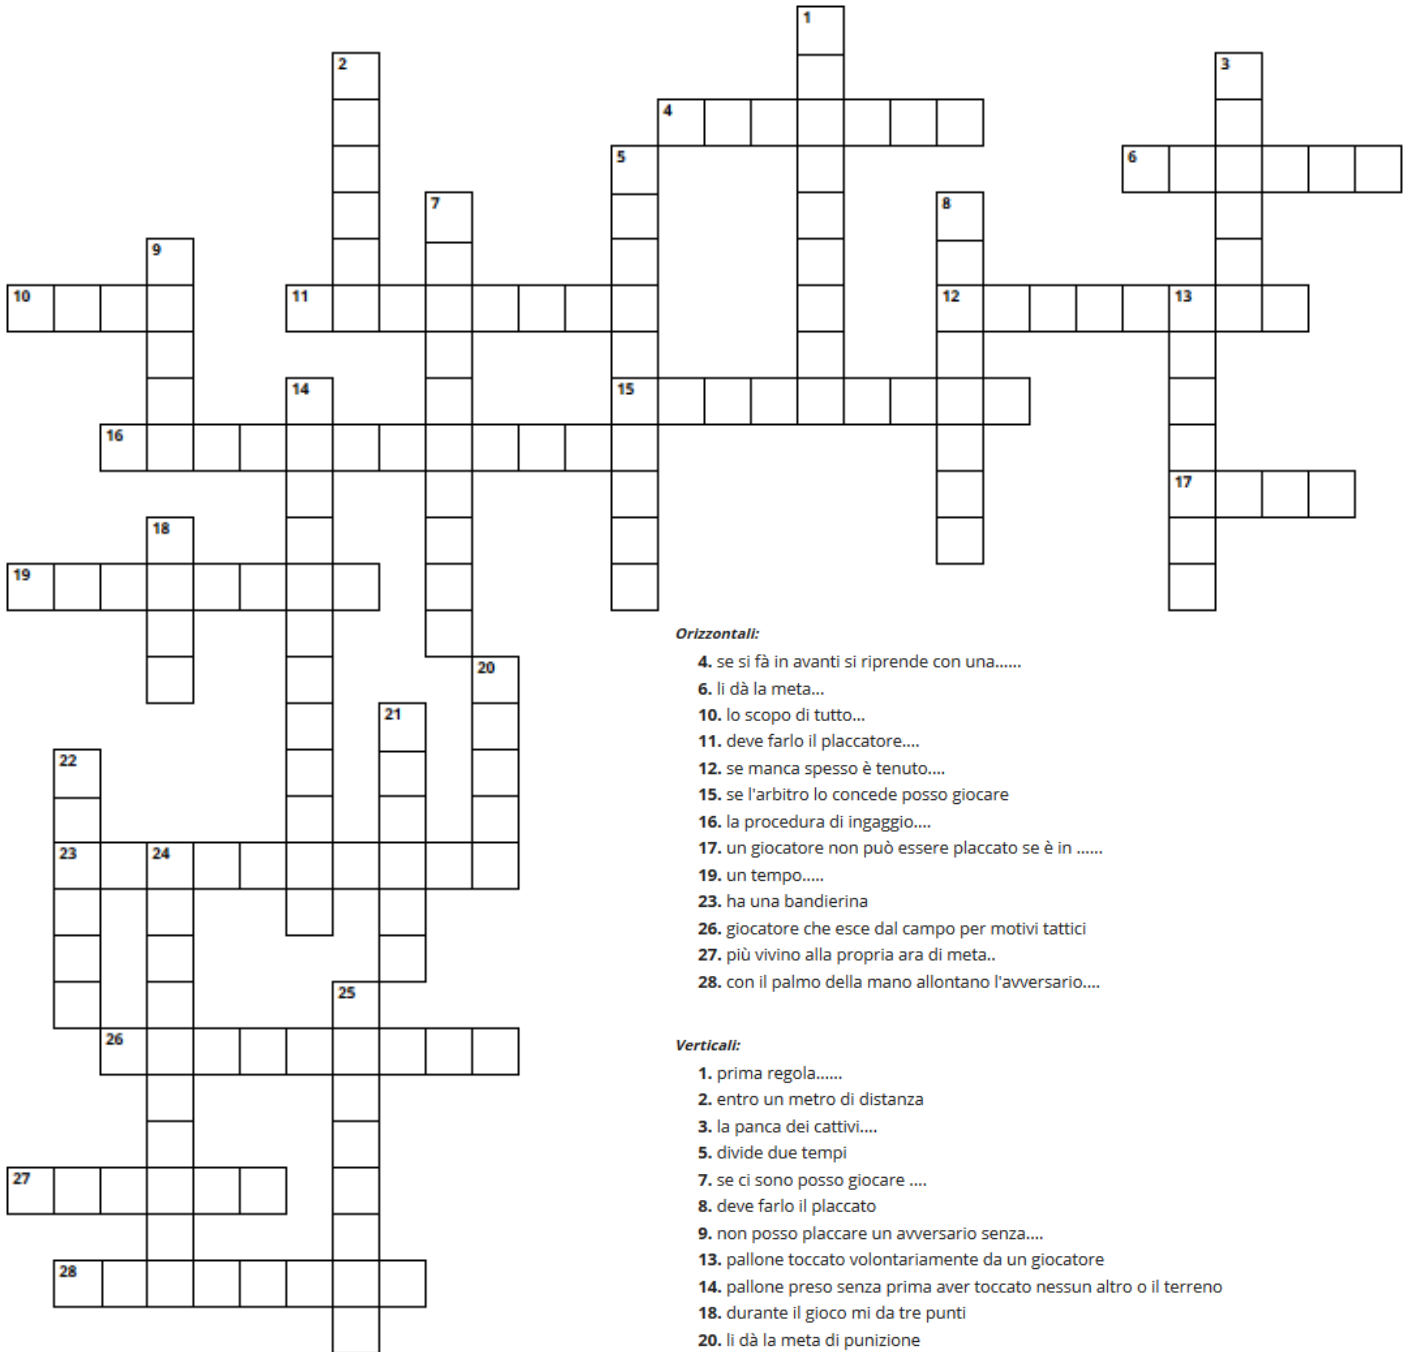 1
2
3
4
5
6
7
8
9
10
11
12
13
14
15
16
17
18
19
20
21
22
23
24
25
26
27
28
Orizzontali:
4. se si fà in avanti si riprende con una......
6. li dà la meta...
10. lo scopo di tutto...
11. deve farlo il placcatore....
12. se manca spesso è tenuto....
15. se l'arbitro lo concede posso giocare
16. la procedura di ingaggio....
17. un giocatore non può essere placcato se è in ......
19. un tempo.....
23. ha una bandierina
26. giocatore che esce dal campo per motivi tattici
27. più vivino alla propria ara di meta..
28. con il palmo della mano allontano l'avversario....
Verticali:
1. prima regola......
2. entro un metro di distanza
3. la panca dei cattivi....
5. divide due tempi
7. se ci sono posso giocare ....
8. deve farlo il placcato
9. non posso placcare un avversario senza....
13. pallone toccato volontariamente da un giocatore
14. pallone preso senza prima aver toccato nessun altro o il terreno
18. durante il gioco mi da tre punti
20. li dà la meta di punizione